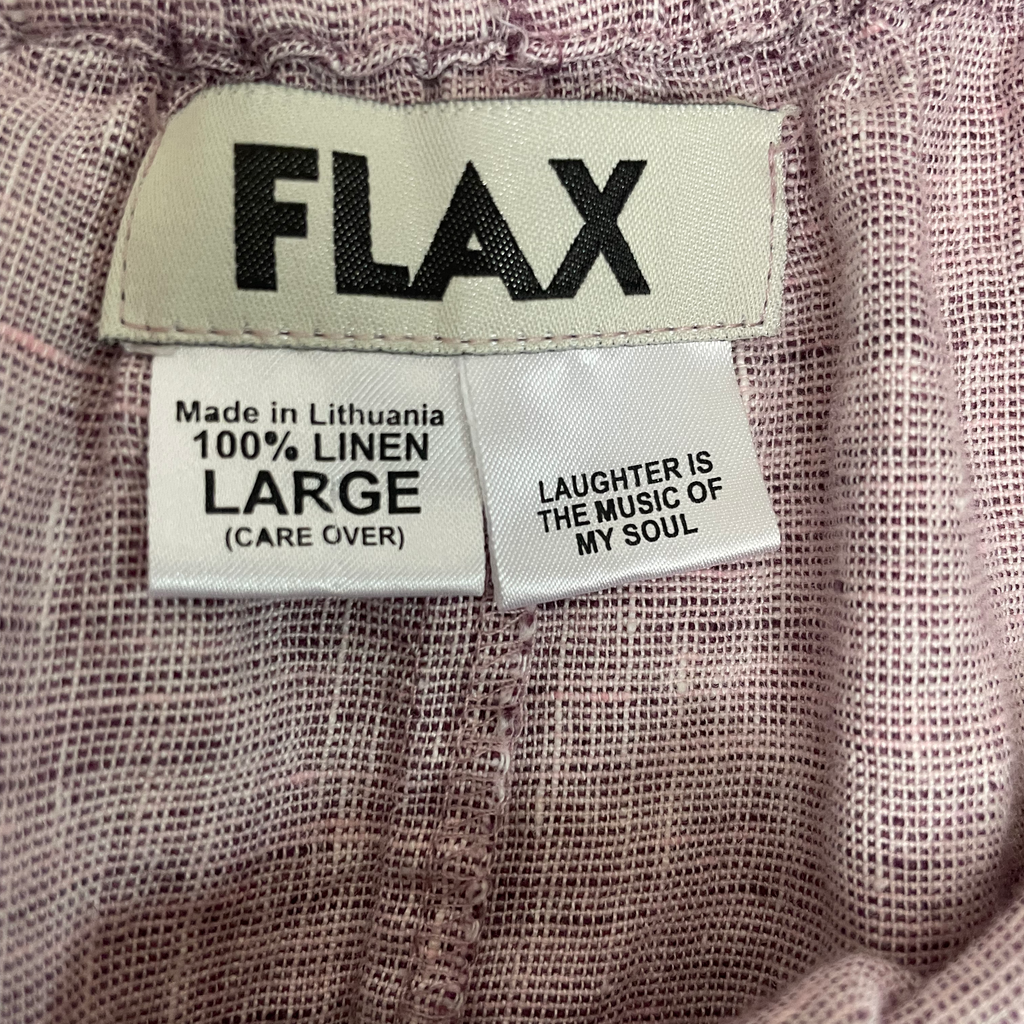 FLAX
Made in Lithuania
100% LINEN
LARGE
(CARE OVER)
LAUGHTER IS
THE MUSIC OF
MY SOUL